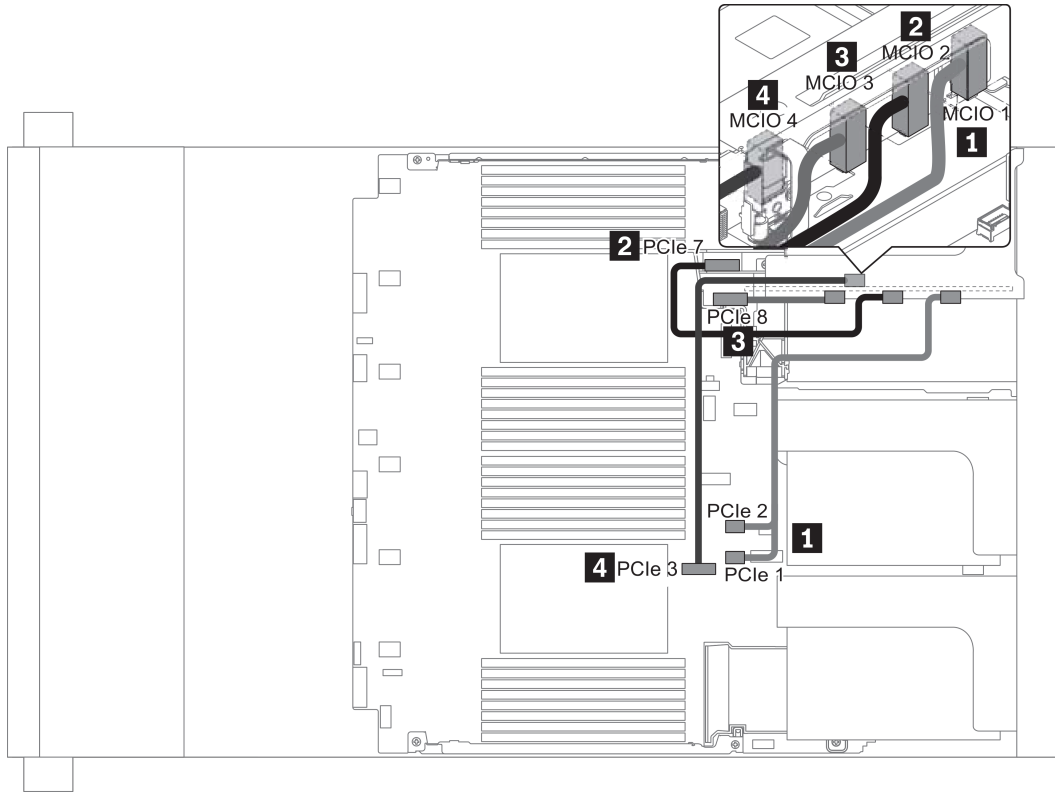 2
MCIO 2
3
MCIO 3
4
MCIO 4
MCIO 1
1
2 PCIe 7
PCIe 8
3
PCIe 2
1
4 PCIe 3
PCIe 1